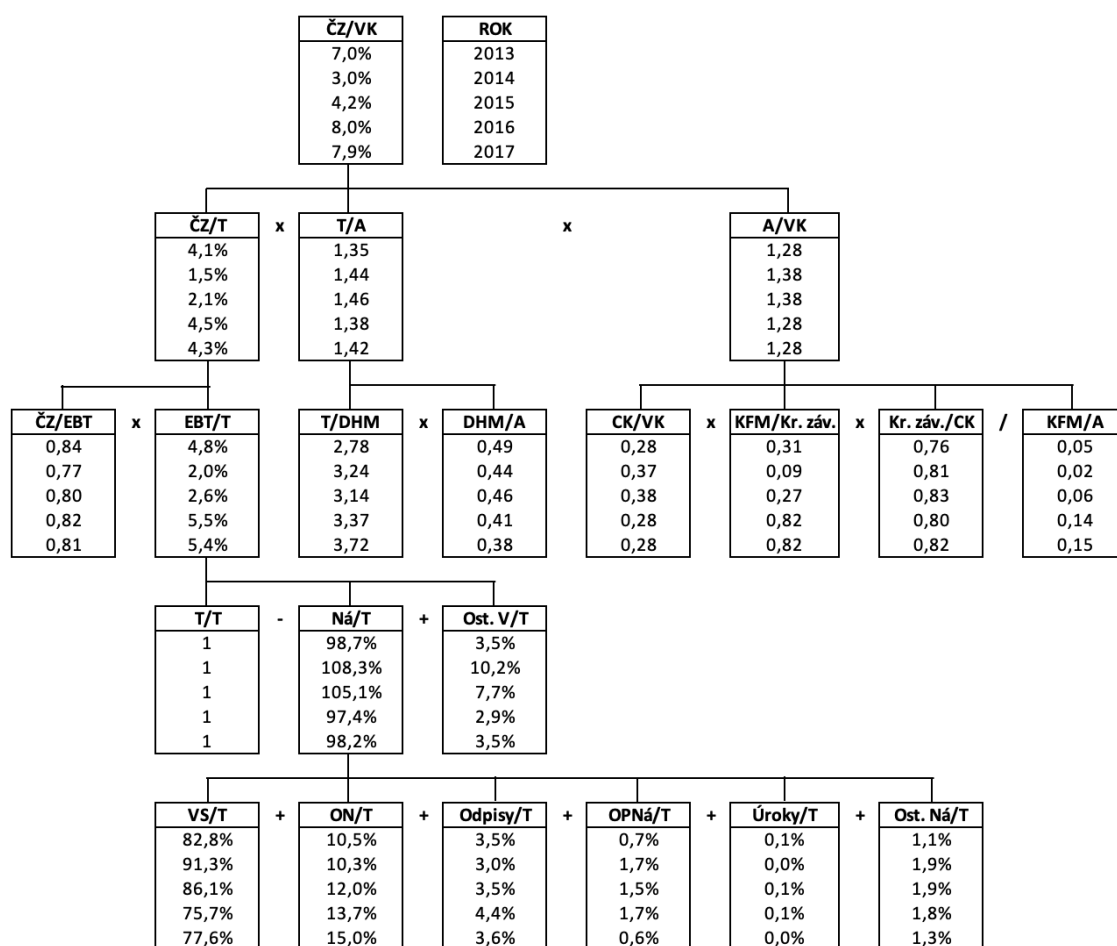 ČZ/VK ROK
7,0% 2013
3,0% 2014
4,2% 2015
8,0% 2016
7,9% 2017
ČZ/T x T/A x A/VK
4,1% 1,35 1,28
1,5% 1,44 1,38
2,1% 1,46 1,38
4,5% 1,38 1,28
4,3% 1,42 1,28
ČZ/EBT x EBT/T T/DHM x DHM/A CK/VK x KFM/Kr. záv. x Kr. záv./CK / KFM/A
0,84 4,8% 2,78 0,49 0,28 0,31 0,76 0,05
0,77 2,0% 3,24 0,44 0,37 0,09 0,81 0,02
0,80 2,6% 3,14 0,46 0,38 0,27 0,83 0,06
0,82 5,5% 3,37 0,41 0,28 0,82 0,80 0,14
0,81 5,4% 3,72 0,38 0,28 0,82 0,82 0,15
T/T - Ná/T + Ost. V/T
1 98,7% 3,5%
1 108,3% 10,2%
1 105,1% 7,7%
1 97,4% 2,9%
1 98,2% 3,5%
VS/T + ON/T + Odpisy/T + OPNá/T + Úroky/T + Ost. Ná/T
82,8% 10,5% 3,5% 0,7% 0,1% 1,1%
91,3% 10,3% 3,0% 1,7% 0,0% 1,9%
86,1% 12,0% 3,5% 1,5% 0,1% 1,9%
75,7% 13,7% 4,4% 1,7% 0,1% 1,8%
77,6% 15,0% 3,6% 0,6% 0,0% 1,3%